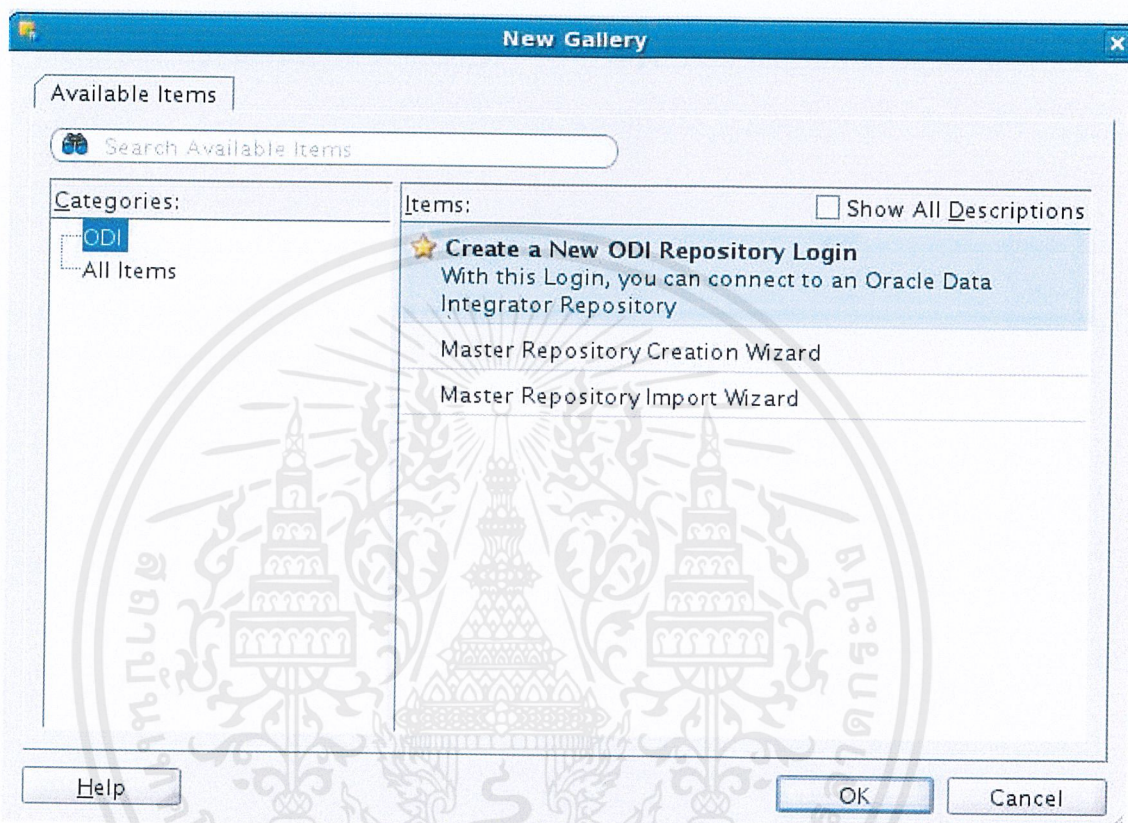 New Gallery
Available Items
Search Available Items
Categories:
ODI
All Items
Items:
Show All Descriptions
Create a New ODI Repository Login
With this Login, you can connect to an Oracle Data
Integrator Repository
Master Repository Creation Wizard
Master Repository Import Wizard
Help
OK
Cancel